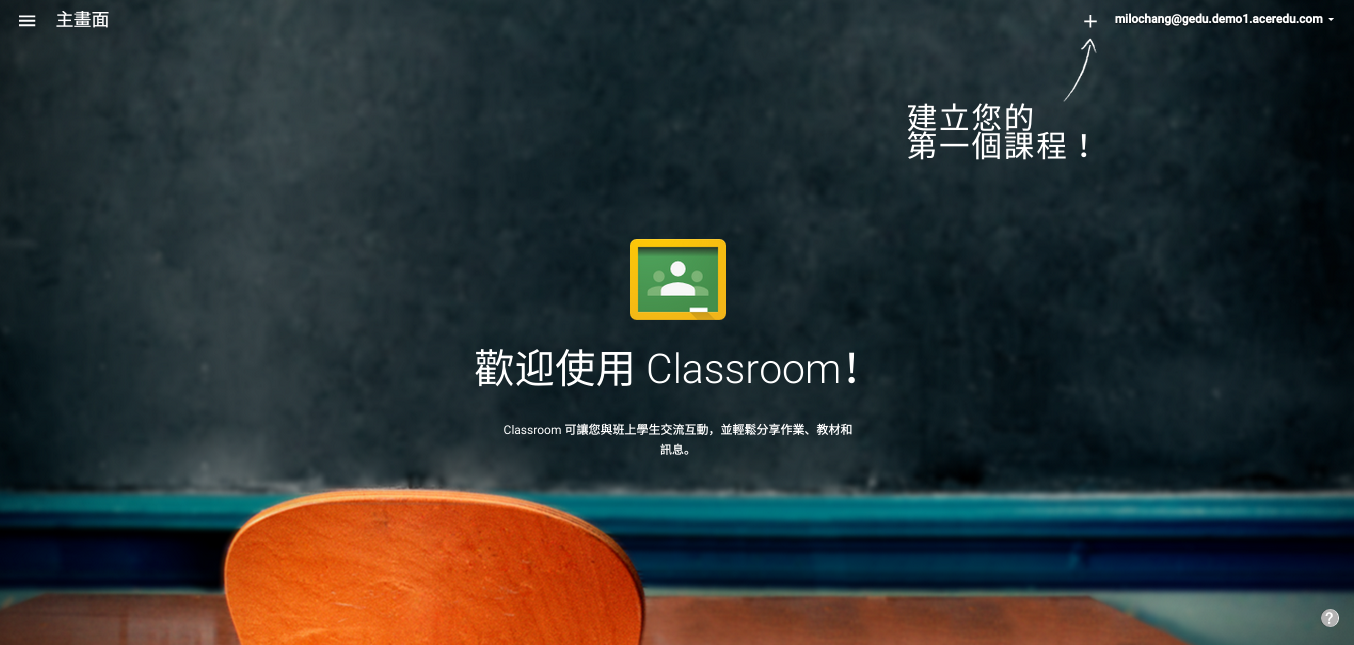 主畫面
milochang@gedu.demo1.aceredu.com
建立您的
第一個課程！
歡迎使用 Classroom！
Classroom 可讓您與班上學生交流互動，並輕鬆分享作業、教材和
訊息。